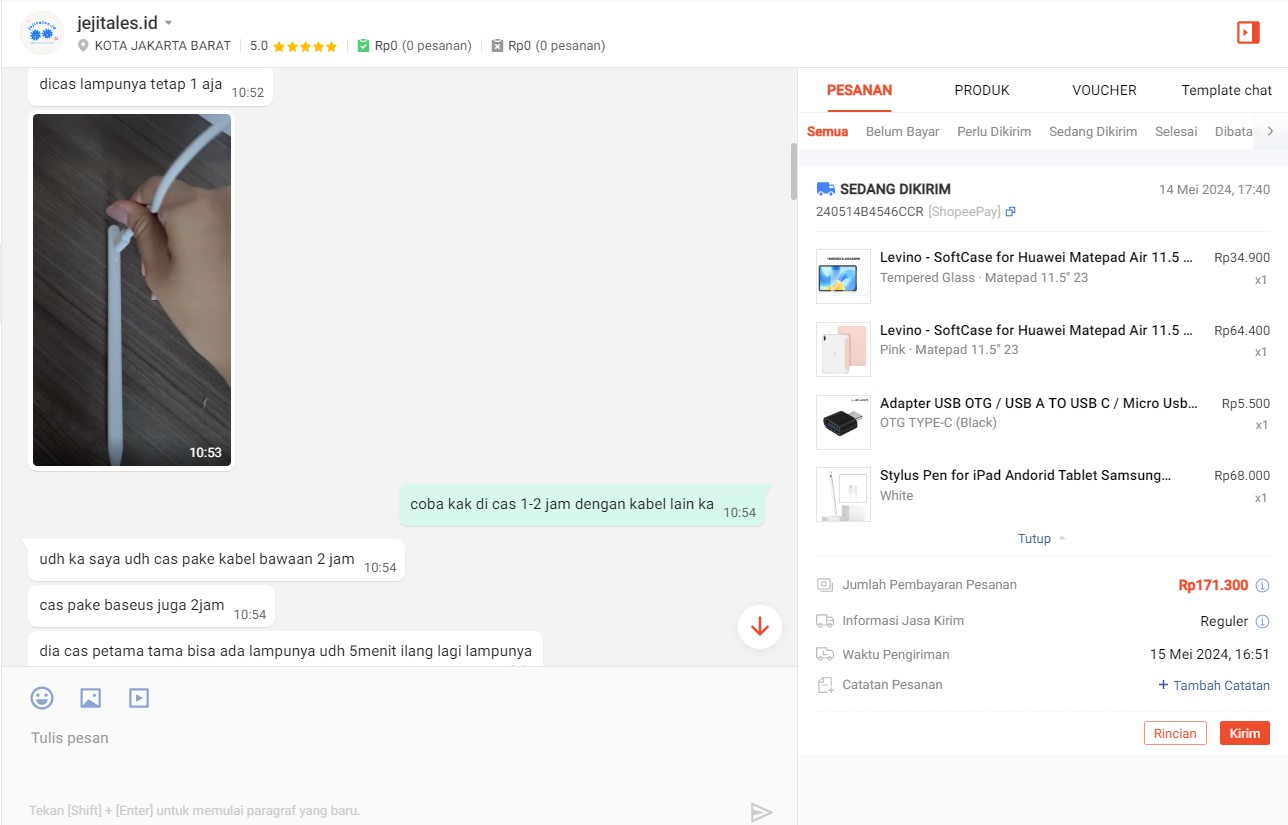 jejitales.id
KOTA JAKARTA BARAT 5.0 Rp0 (0 pesanan) Rp0 (0 pesanan)
dicas lampunya tetap 1 aja 10:52
10:53
coba kak di cas 1-2 jam dengan kabel lain ka 10:54
udh ka saya udh cas pake kabel bawaan 2 jam 10:54
cas pake baseus juga 2jam 10:54
dia cas petama tama bisa ada lampunya udh 5menit ilang lagi lampunya
Tulis pesan
Tekan [Shift] + [Enter] untuk memulai paragraf yang baru.
PESANAN PRODUK VOUCHER Template chat
Semua Belum Bayar Perlu Dikirim Sedang Dikirim Selesai Dibata
SEDANG DIKIRIM 14 Mei 2024, 17:40
240514B4546CCR [ShopeePay]
Levino - SoftCase for Huawei Matepad Air 11.5 ... Rp34.900
Tempered Glass · Matepad 11.5" 23 x1
Levino - SoftCase for Huawei Matepad Air 11.5 ... Rp64.400
Pink · Matepad 11.5" 23 x1
Adapter USB OTG / USB A TO USB C / Micro Usb... Rp5.500
OTG TYPE-C (Black) x1
Stylus Pen for iPad Andorid Tablet Samsung... Rp68.000
White x1
Tutup
Jumlah Pembayaran Pesanan Rp171.300
Informasi Jasa Kirim Reguler
Waktu Pengiriman 15 Mei 2024, 16:51
Catatan Pesanan + Tambah Catatan
Rincian Kirim